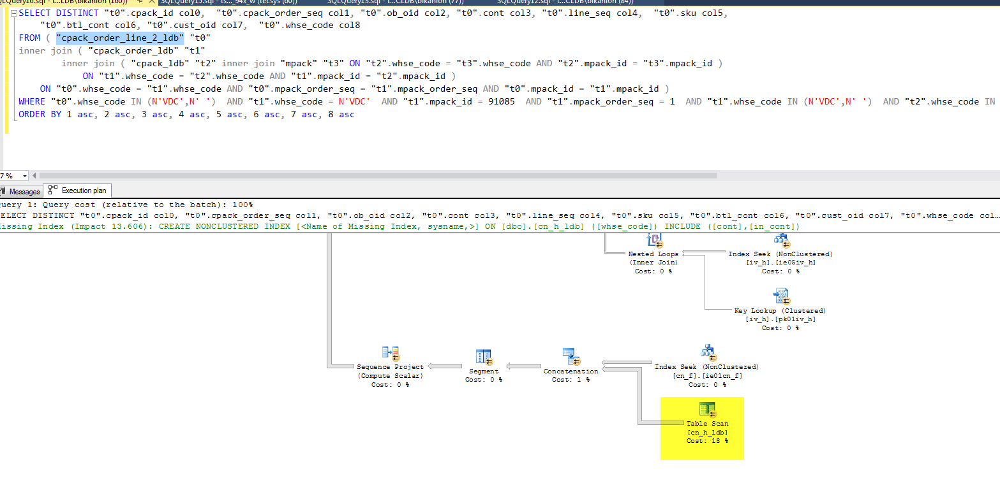 SQLQuery16.sql - t...LDB\bikanion (100)) SQLQuery15.sql - ts..._94x_w (tecsys (60)) SQLQuery13.sql - t...CLDB\bikanion (77)) SQLQuery12.sql - t...CLDB\bikanion (84))
SELECT DISTINCT "t0".cpack_id col0, "t0".cpack_order_seq col1, "t0".ob_oid col2, "t0".cont col3, "t0".line_seq col4, "t0".sku col5,
"t0".btl_cont col6, "t0".cust_oid col7, "t0".whse_code col8
FROM ( "cpack_order_line_2_ldb" "t0"
inner join ( "cpack_order_ldb" "t1"
inner join ( "cpack_ldb" "t2" inner join "mpack" "t3" ON "t2".whse_code = "t3".whse_code AND "t2".mpack_id = "t3".mpack_id )
ON "t1".whse_code = "t2".whse_code AND "t1".mpack_id = "t2".mpack_id )
ON "t0".whse_code = "t1".whse_code AND "t0".mpack_order_seq = "t1".mpack_order_seq AND "t0".mpack_id = "t1".mpack_id )
WHERE "t0".whse_code IN (N'VDC',N' ') AND "t1".whse_code = N'VDC' AND "t1".mpack_id = 91085 AND "t1".mpack_order_seq = 1 AND "t1".whse_code IN (N'VDC',N' ') AND "t2".whse_code IN
ORDER BY 1 asc, 2 asc, 3 asc, 4 asc, 5 asc, 6 asc, 7 asc, 8 asc
7 %
Messages Execution plan
uery 1: Query cost (relative to the batch): 100%
ELECT DISTINCT "t0".cpack_id col0, "t0".cpack_order_seq col1, "t0".ob_oid col2, "t0".cont col3, "t0".line_seq col4, "t0".sku col5, "t0".btl_cont col6, "t0".cust_oid col7, "t0".whse_code col...
issing Index (Impact 13.606): CREATE NONCLUSTERED INDEX [<Name of Missing Index, sysname,>] ON [dbo].[cn_h_ldb] ([whse_code]) INCLUDE ([cont],[in_cont])
Nested Loops
(Inner Join)
Cost: 0 %
Index Seek (NonClustered)
[iv_h].[ie05iv_h]
Cost: 0 %
Key Lookup (Clustered)
[iv_h].[pk01iv_h]
Cost: 0 %
Sequence Project
(Compute Scalar)
Cost: 0 %
Segment
Cost: 0 %
Concatenation
Cost: 1 %
Index Seek (NonClustered)
[cn_f].[ie01cn_f]
Cost: 0 %
Table Scan
[cn_h_ldb]
Cost: 18 %